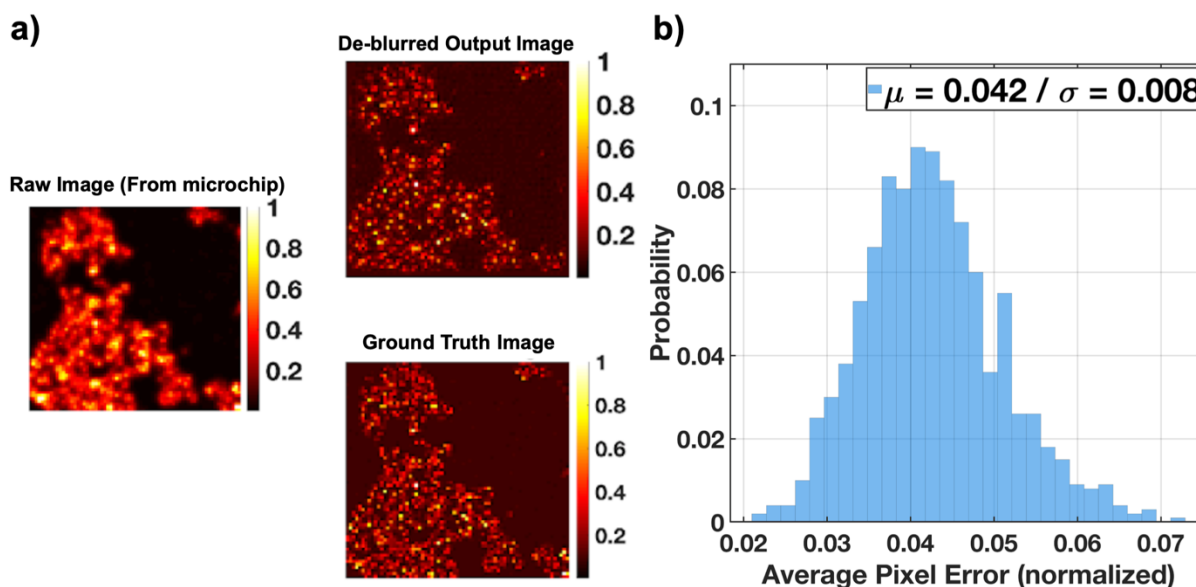 a)
Raw Image (From microchip)
1
0.8
0.6
0.4
0.2
De-blurred Output Image
1
0.8
0.6
0.4
0.2
Ground Truth Image
1
0.8
0.6
0.4
0.2
b)
μ = 0.042 / σ = 0.008
Probability
0.1
0.08
0.06
0.04
0.02
0
0.02 0.03 0.04 0.05 0.06 0.07
Average Pixel Error (normalized)